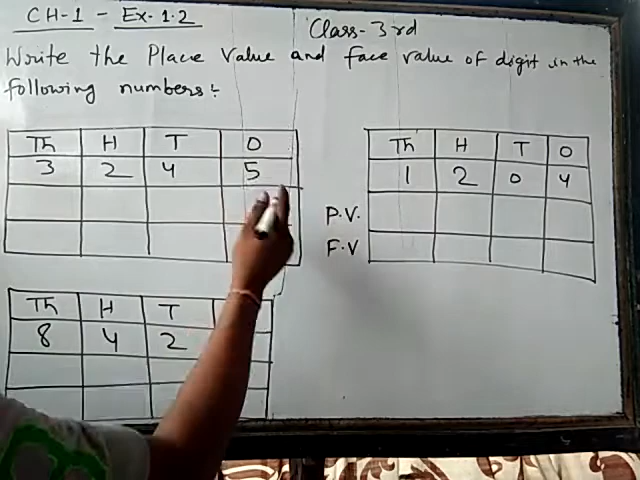 CH-1 - Ex-1.2
Class-3rd
Write the Place Value and face value of digit in the
following numbers:
Th H T O
3 2 4 5
Th H T O
1 2 0 4
P.V.
F.V
Th H T
8 4 2